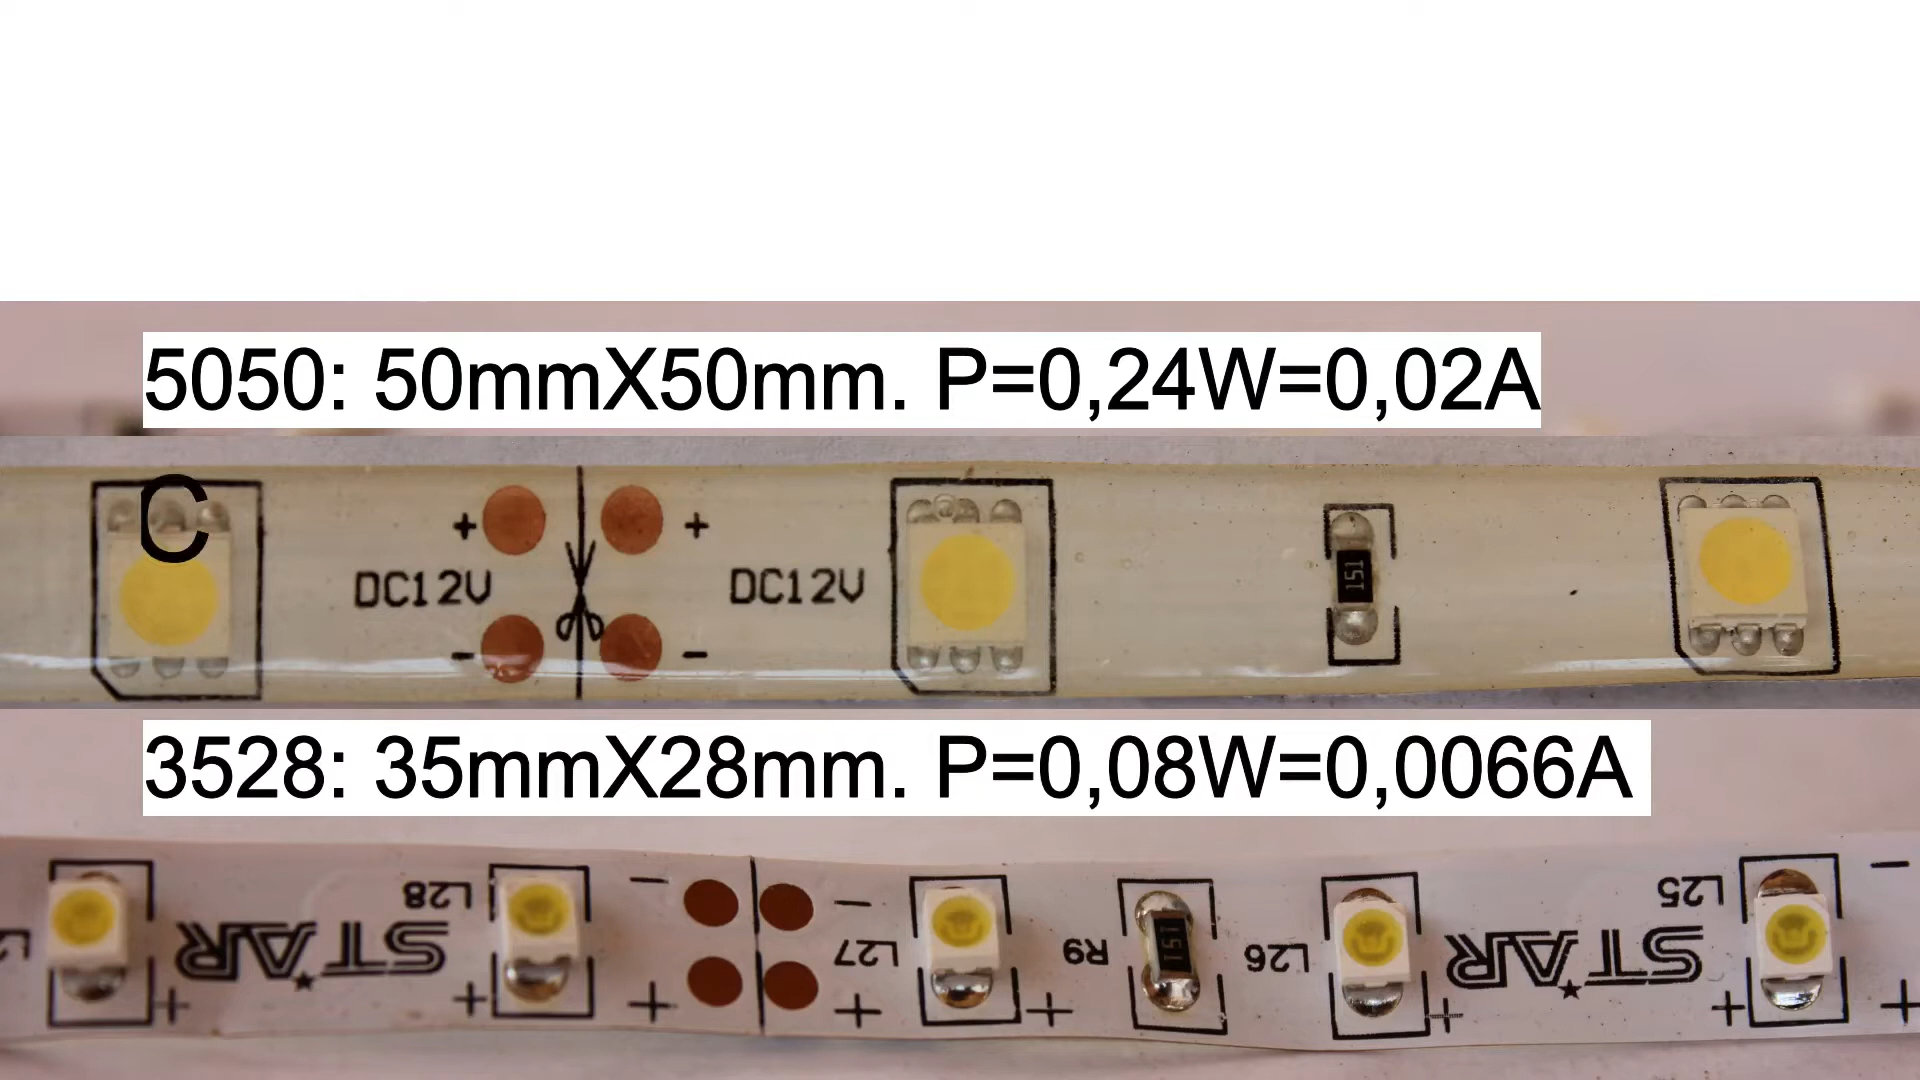 5050: 50mmX50mm. P=0,24W=0,02A
C
+ +
DC12V DC12V
151
- -
3528: 35mmX28mm. P=0,08W=0,0066A
L28 L25
STAR L27 R9 151 L26 STAR